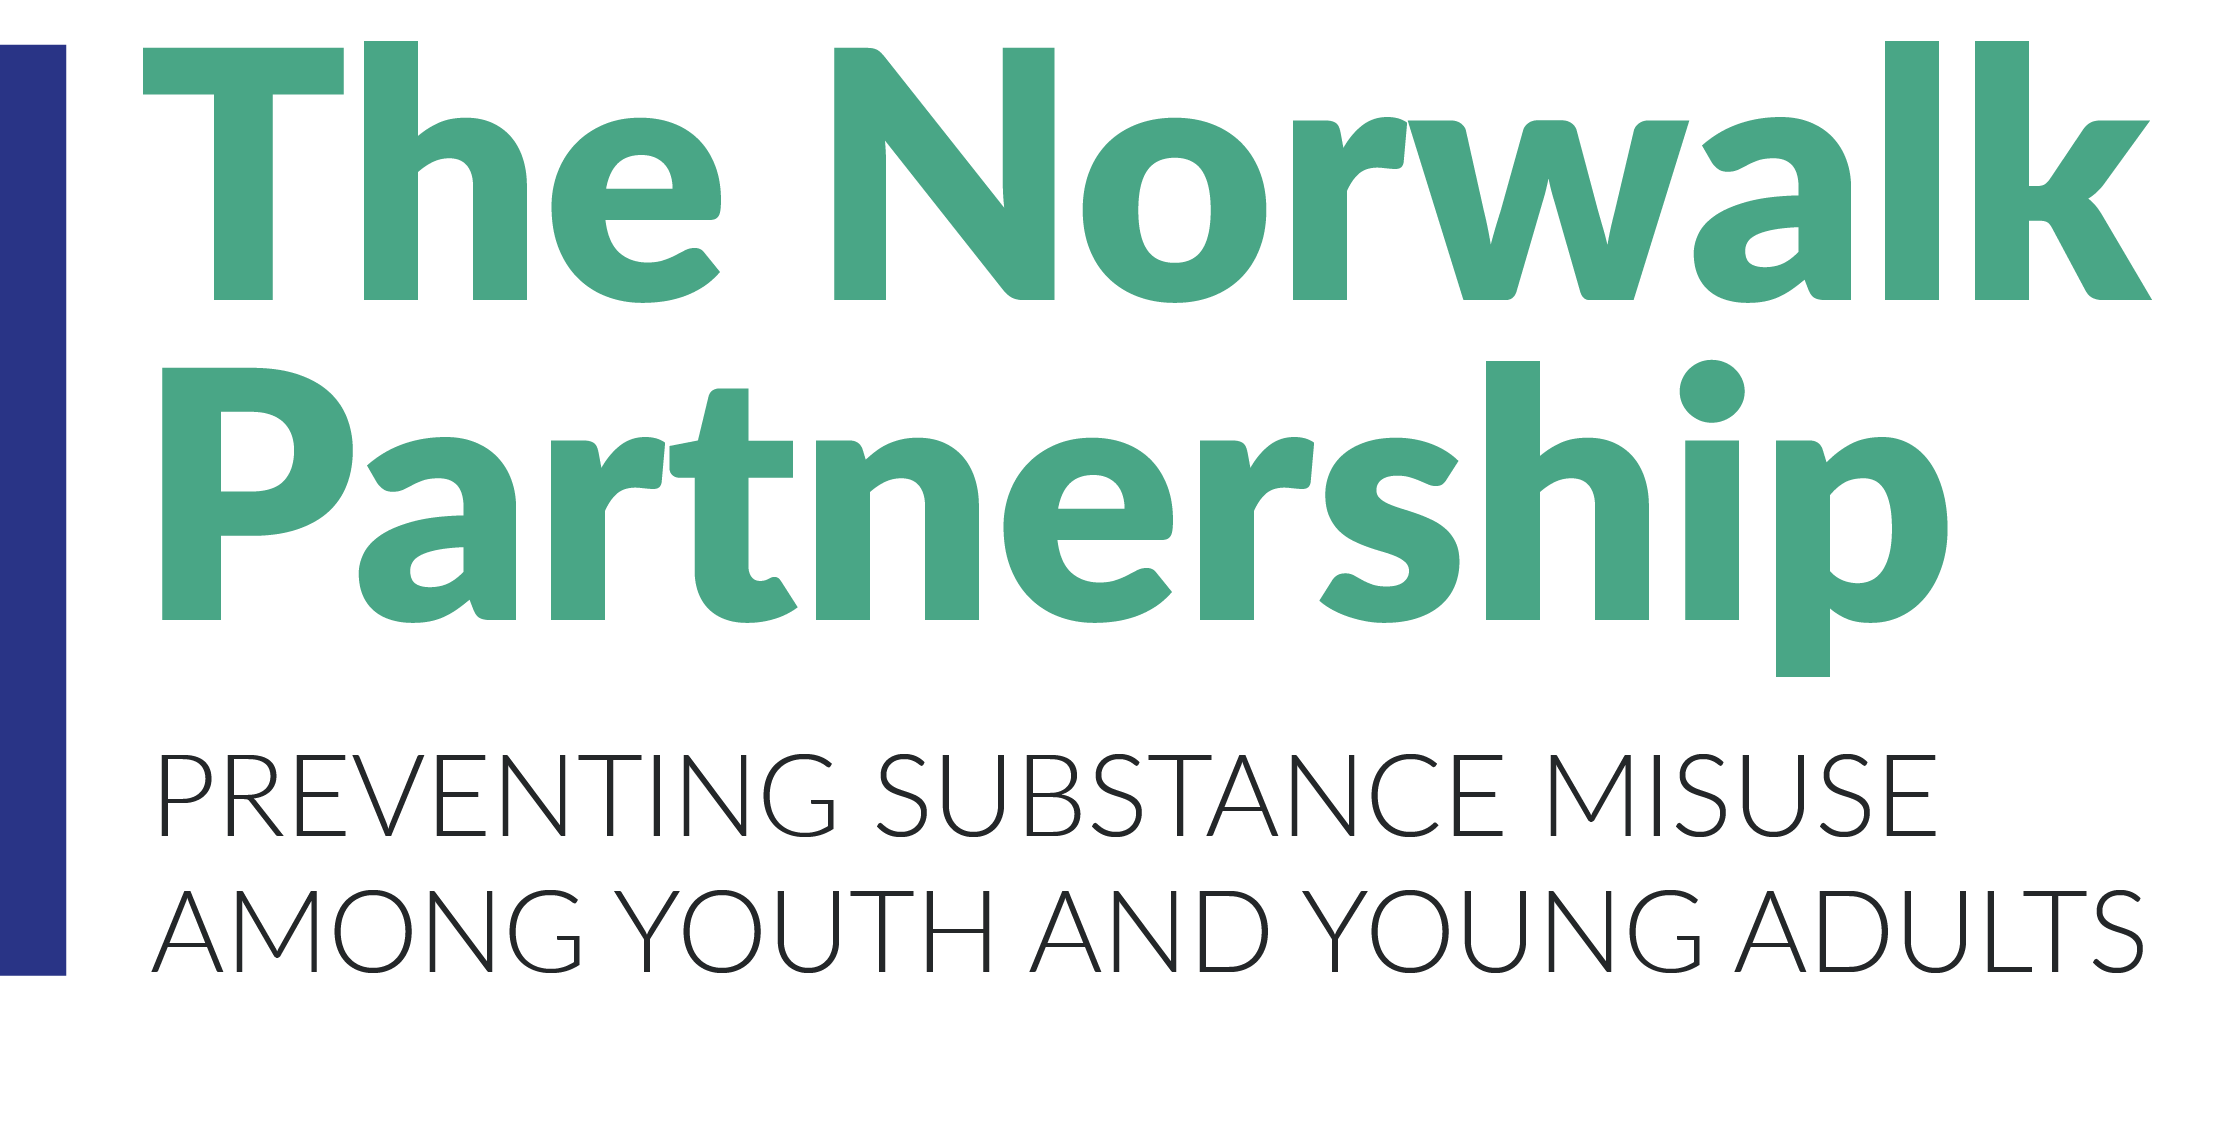 The Norwalk
Partnership
PREVENTING SUBSTANCE MISUSE
AMONG YOUTH AND YOUNG ADULTS